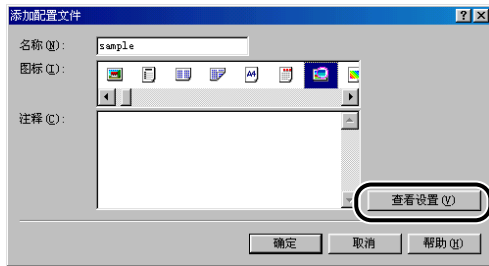 添加配置文件
名称(N): sample
图标(I):
A4
注释(C):
查看设置(V)
确定 取消 帮助(H)